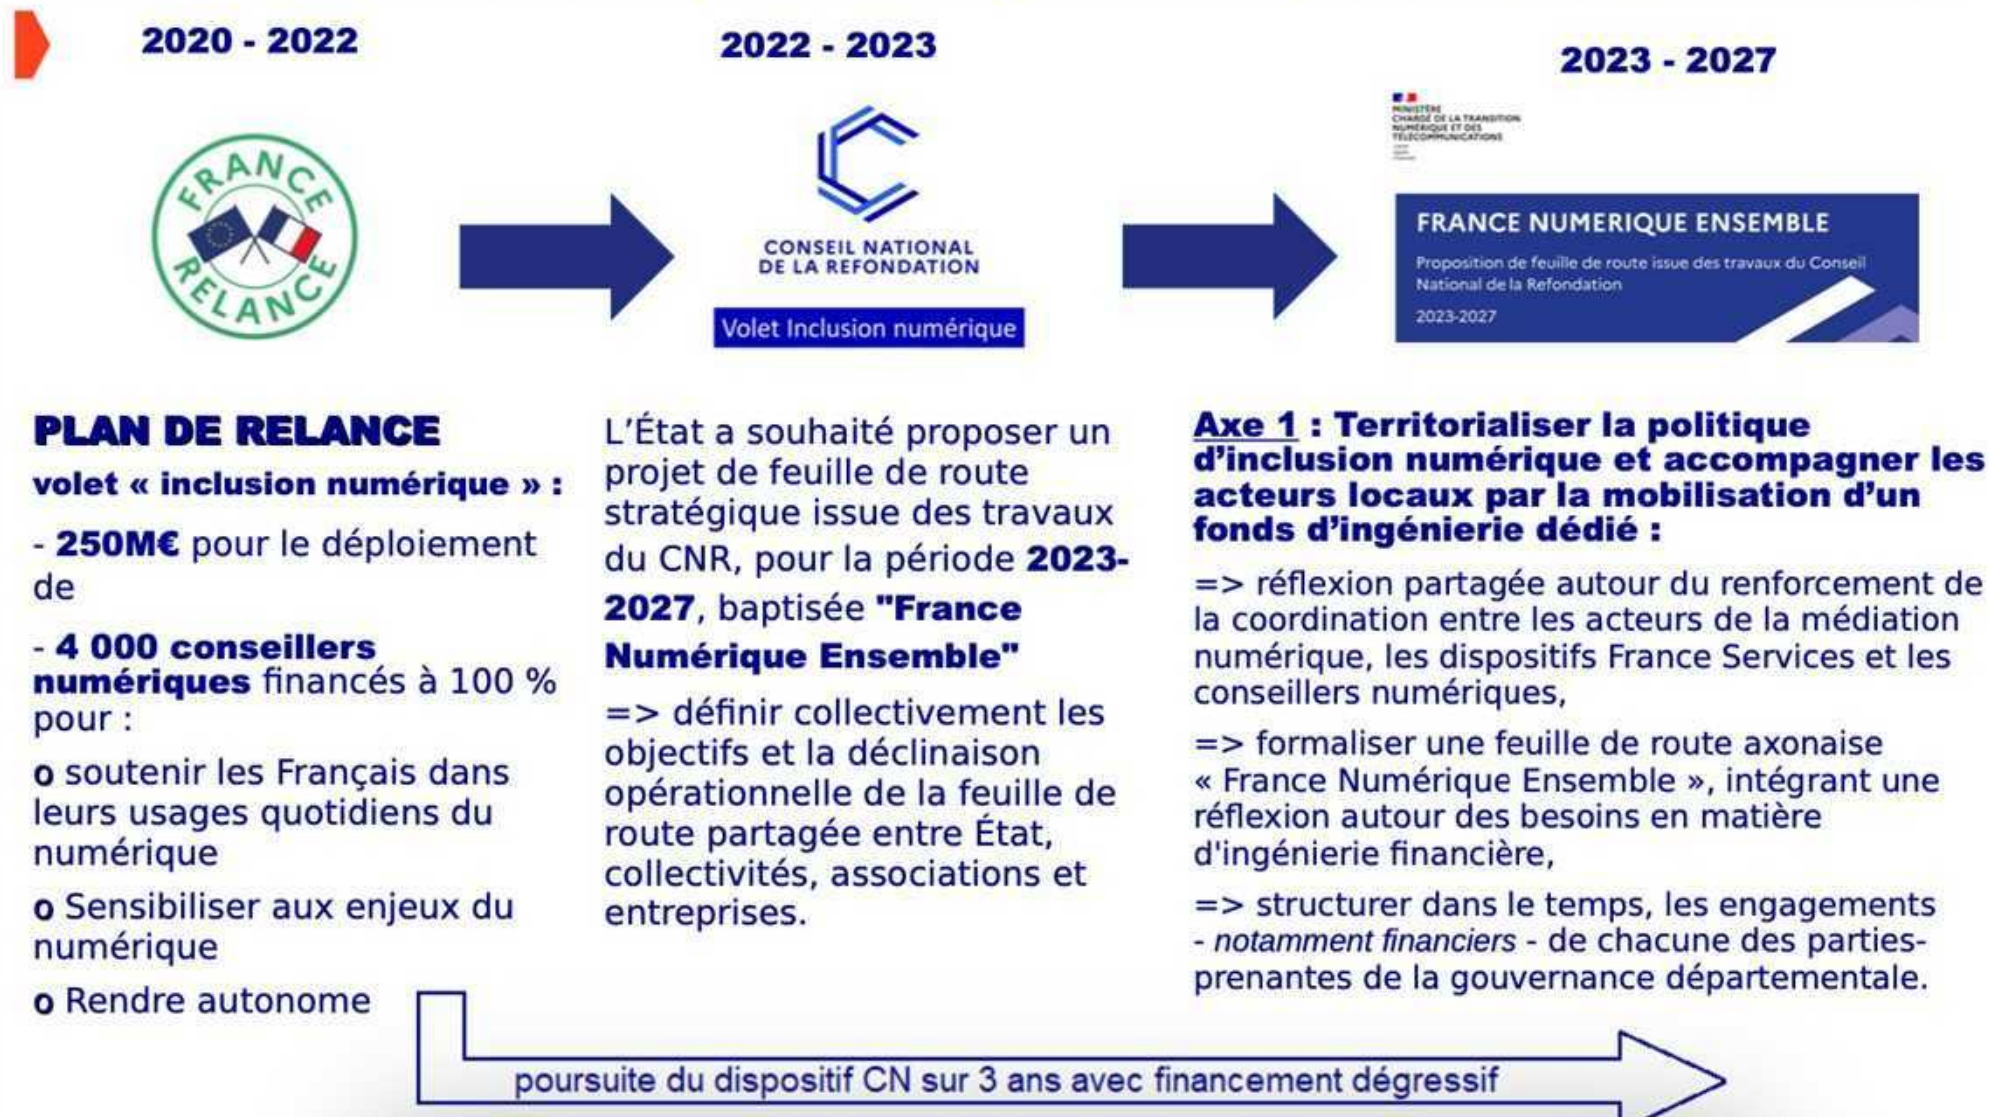 2020 - 2022
FRANCE
RELANCE
PLAN DE RELANCE
volet « inclusion numérique » :
- 250M€ pour le déploiement
de
- 4 000 conseillers
numériques financés à 100 %
pour :
o soutenir les Français dans
leurs usages quotidiens du
numérique
o Sensibiliser aux enjeux du
numérique
o Rendre autonome
2022 - 2023
CONSEIL NATIONAL
DE LA REFONDATION
Volet Inclusion numérique
L’État a souhaité proposer un
projet de feuille de route
stratégique issue des travaux
du CNR, pour la période 2023-
2027, baptisée "France
Numérique Ensemble"
=> définir collectivement les
objectifs et la déclinaison
opérationnelle de la feuille de
route partagée entre État,
collectivités, associations et
entreprises.
2023 - 2027
MINISTÈRE
CHARGÉ DE LA TRANSITION
NUMÉRIQUE ET DES
TÉLÉCOMMUNICATIONS
FRANCE NUMERIQUE ENSEMBLE
Proposition de feuille de route issue des travaux du Conseil
National de la Refondation
2023-2027
Axe 1 : Territorialiser la politique
d’inclusion numérique et accompagner les
acteurs locaux par la mobilisation d’un
fonds d’ingénierie dédié :
=> réflexion partagée autour du renforcement de
la coordination entre les acteurs de la médiation
numérique, les dispositifs France Services et les
conseillers numériques,
=> formaliser une feuille de route axonaise
« France Numérique Ensemble », intégrant une
réflexion autour des besoins en matière
d'ingénierie financière,
=> structurer dans le temps, les engagements
- notamment financiers - de chacune des parties-
prenantes de la gouvernance départementale.
poursuite du dispositif CN sur 3 ans avec financement dégressif